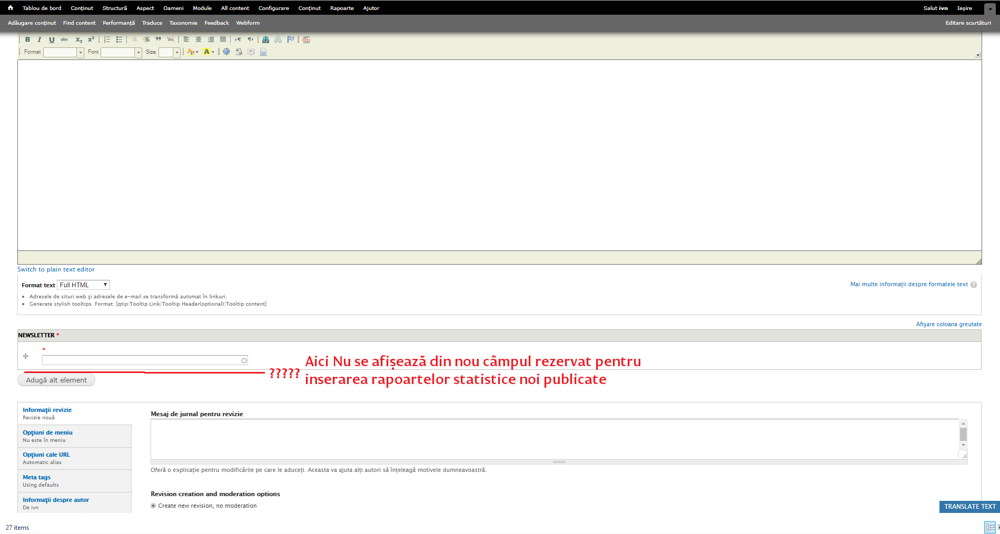 Tablou de bord Conținut Structură Aspect Oameni Module All content Configurare Conținut Rapoarte Ajutor Salut ivn Ieşire
Adăugare conținut Find content Performanță Traduce Taxonomie Feedback Webform Editare scurtături
B I U abc x2 x2
Format Font Size A A
Switch to plain text editor
Format text Full HTML Mai multe informații despre formatele text ?
Adresele de situri web şi adresele de e-mail se transformă automat în linkuri.
Generate stylish tooltips. Format: [qtip:Tooltip Link|Tooltip Header(optional)|Tooltip content]
Afişare coloana greutate
NEWSLETTER *
*
Aici Nu se afișează din nou câmpul rezervat pentru
????? inserarea rapoartelor statistice noi publicate
Adugă alt element
Informaţii revizie
Revizie nouă
Opţiuni de meniu
Nu este în meniu
Opţiuni cale URL
Automatic alias
Meta tags
Using defaults
Informaţii despre autor
De ivn
Mesaj de jurnal pentru revizie
Oferă o explicație pentru modificările pe care le aduceți. Aceasta va ajuta alți autori să înțeleagă motivele dumneavoastră.
Revision creation and moderation options
Create new revision, no moderation
TRANSLATE TEXT
27 items